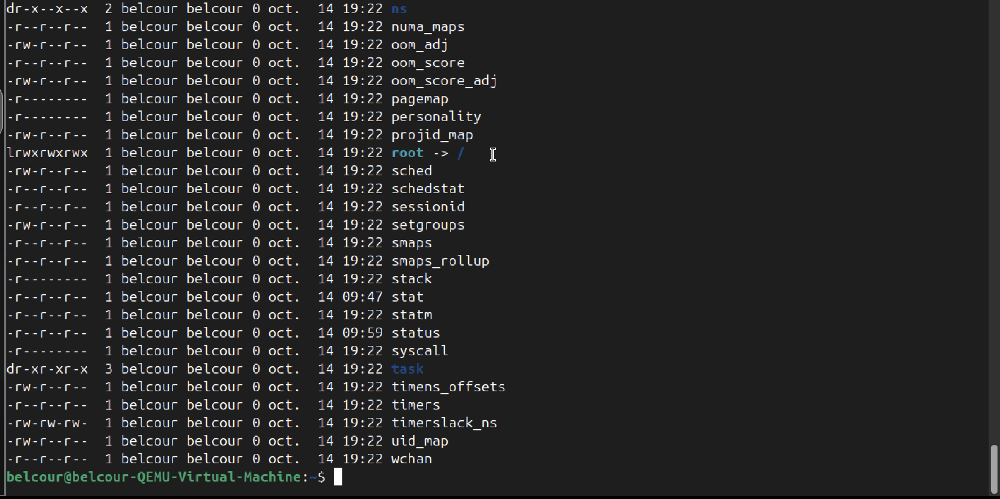 dr-x--x--x  2 belcour belcour 0 oct.  14 19:22 ns
-r--r--r--  1 belcour belcour 0 oct.  14 19:22 numa_maps
-rw-r--r--  1 belcour belcour 0 oct.  14 19:22 oom_adj
-r--r--r--  1 belcour belcour 0 oct.  14 19:22 oom_score
-rw-r--r--  1 belcour belcour 0 oct.  14 19:22 oom_score_adj
-r--------  1 belcour belcour 0 oct.  14 19:22 pagemap
-r--------  1 belcour belcour 0 oct.  14 19:22 personality
-rw-r--r--  1 belcour belcour 0 oct.  14 19:22 projid_map
lrwxrwxrwx  1 belcour belcour 0 oct.  14 19:22 root -> /
-rw-r--r--  1 belcour belcour 0 oct.  14 19:22 sched
-r--r--r--  1 belcour belcour 0 oct.  14 19:22 schedstat
-r--r--r--  1 belcour belcour 0 oct.  14 19:22 sessionid
-rw-r--r--  1 belcour belcour 0 oct.  14 19:22 setgroups
-r--r--r--  1 belcour belcour 0 oct.  14 19:22 smaps
-r--r--r--  1 belcour belcour 0 oct.  14 19:22 smaps_rollup
-r--------  1 belcour belcour 0 oct.  14 19:22 stack
-r--r--r--  1 belcour belcour 0 oct.  14 09:47 stat
-r--r--r--  1 belcour belcour 0 oct.  14 19:22 statm
-r--r--r--  1 belcour belcour 0 oct.  14 09:59 status
-r--------  1 belcour belcour 0 oct.  14 19:22 syscall
dr-xr-xr-x  3 belcour belcour 0 oct.  14 19:22 task
-rw-r--r--  1 belcour belcour 0 oct.  14 19:22 timens_offsets
-r--r--r--  1 belcour belcour 0 oct.  14 19:22 timers
-rw-rw-rw-  1 belcour belcour 0 oct.  14 19:22 timerslack_ns
-rw-r--r--  1 belcour belcour 0 oct.  14 19:22 uid_map
-r--r--r--  1 belcour belcour 0 oct.  14 19:22 wchan
belcour@belcour-QEMU-Virtual-Machine:~$